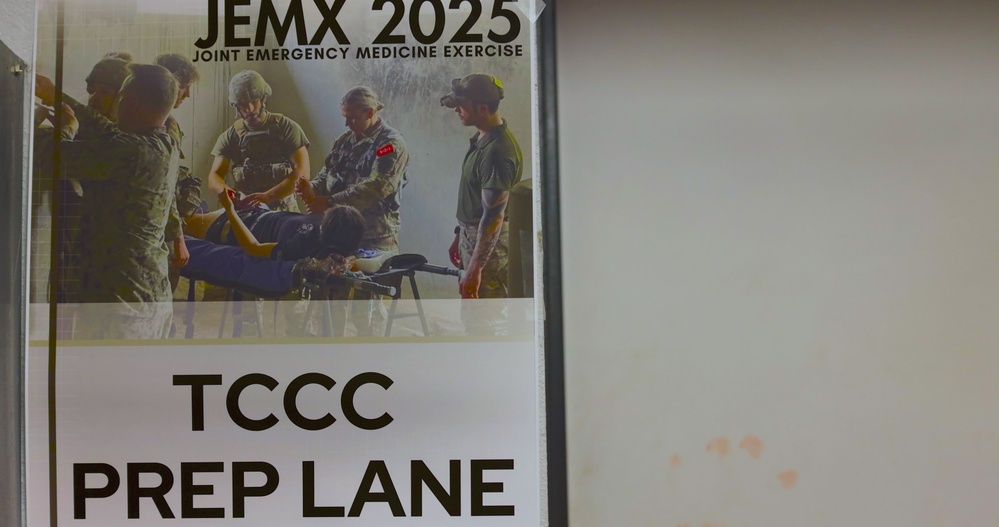 JEMX 2025
JOINT EMERGENCY MEDICINE EXERCISE
TCCC
PREP LANE